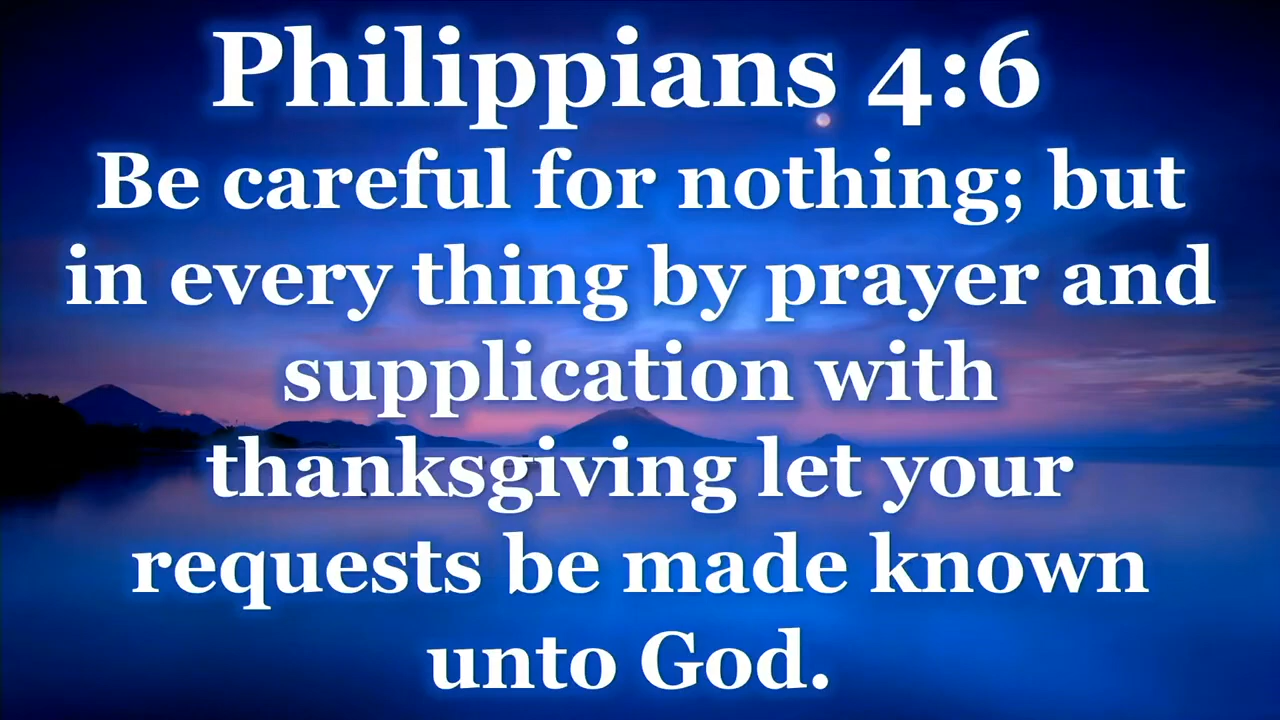 Philippians 4:6
Be careful for nothing; but
in every thing by prayer and
supplication with
thanksgiving let your
requests be made known
unto God.